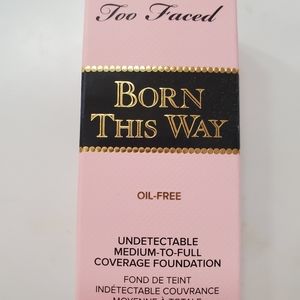 Too Faced
BORN
THIS WAY
OIL-FREE
UNDETECTABLE
MEDIUM-TO-FULL
COVERAGE FOUNDATION
FOND DE TEINT
INDÉTECTABLE COUVRANCE
MOYENNE À TOTALE